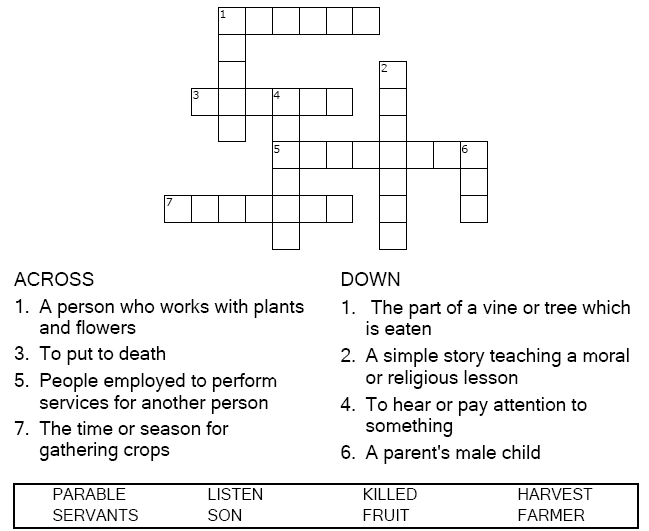 1
2
3
4
5
6
7
ACROSS
1. A person who works with plants
and flowers
3. To put to death
5. People employed to perform
services for another person
7. The time or season for
gathering crops
DOWN
1. The part of a vine or tree which
is eaten
2. A simple story teaching a moral
or religious lesson
4. To hear or pay attention to
something
6. A parent's male child
PARABLE LISTEN KILLED HARVEST
SERVANTS SON FRUIT FARMER